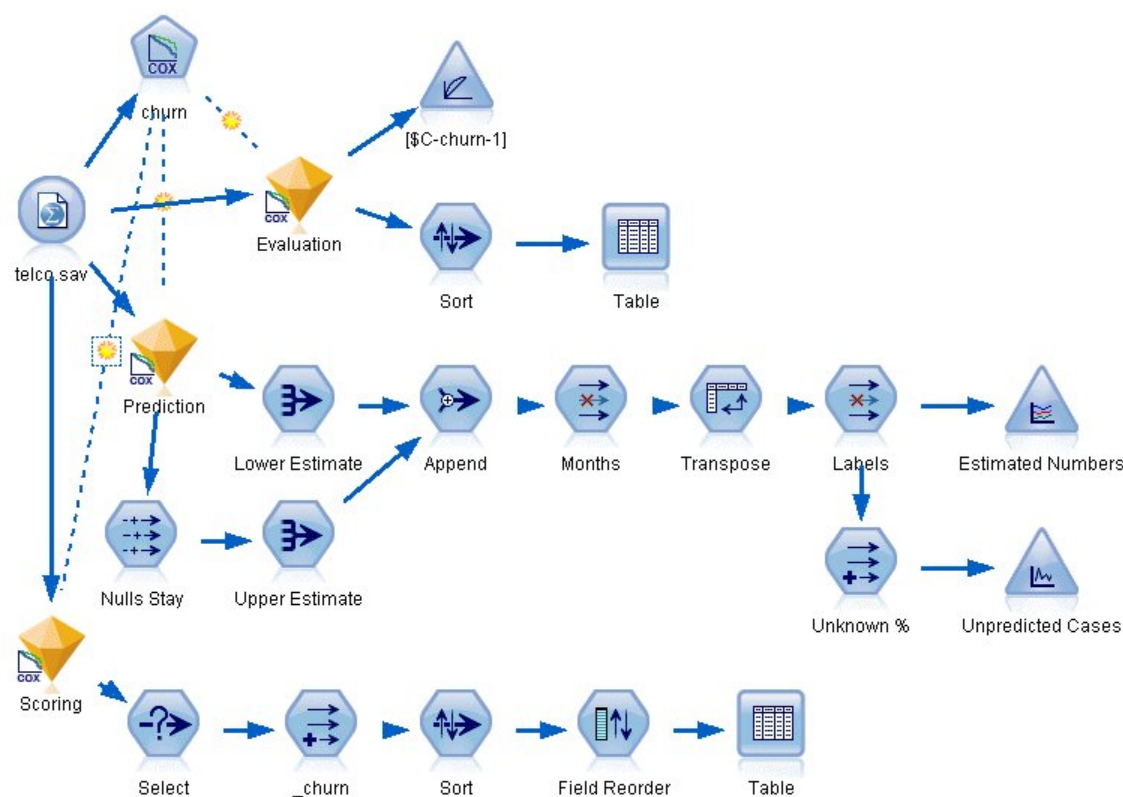 COX
churn
[$C-churn-1]
COX
Evaluation
telco.sav
Sort
Table
COX
Prediction
Lower Estimate
Append
Months
Transpose
Labels
Estimated Numbers
Nulls Stay
Upper Estimate
Unknown %
Unpredicted Cases
COX
Scoring
Select
_churn
Sort
Field Reorder
Table